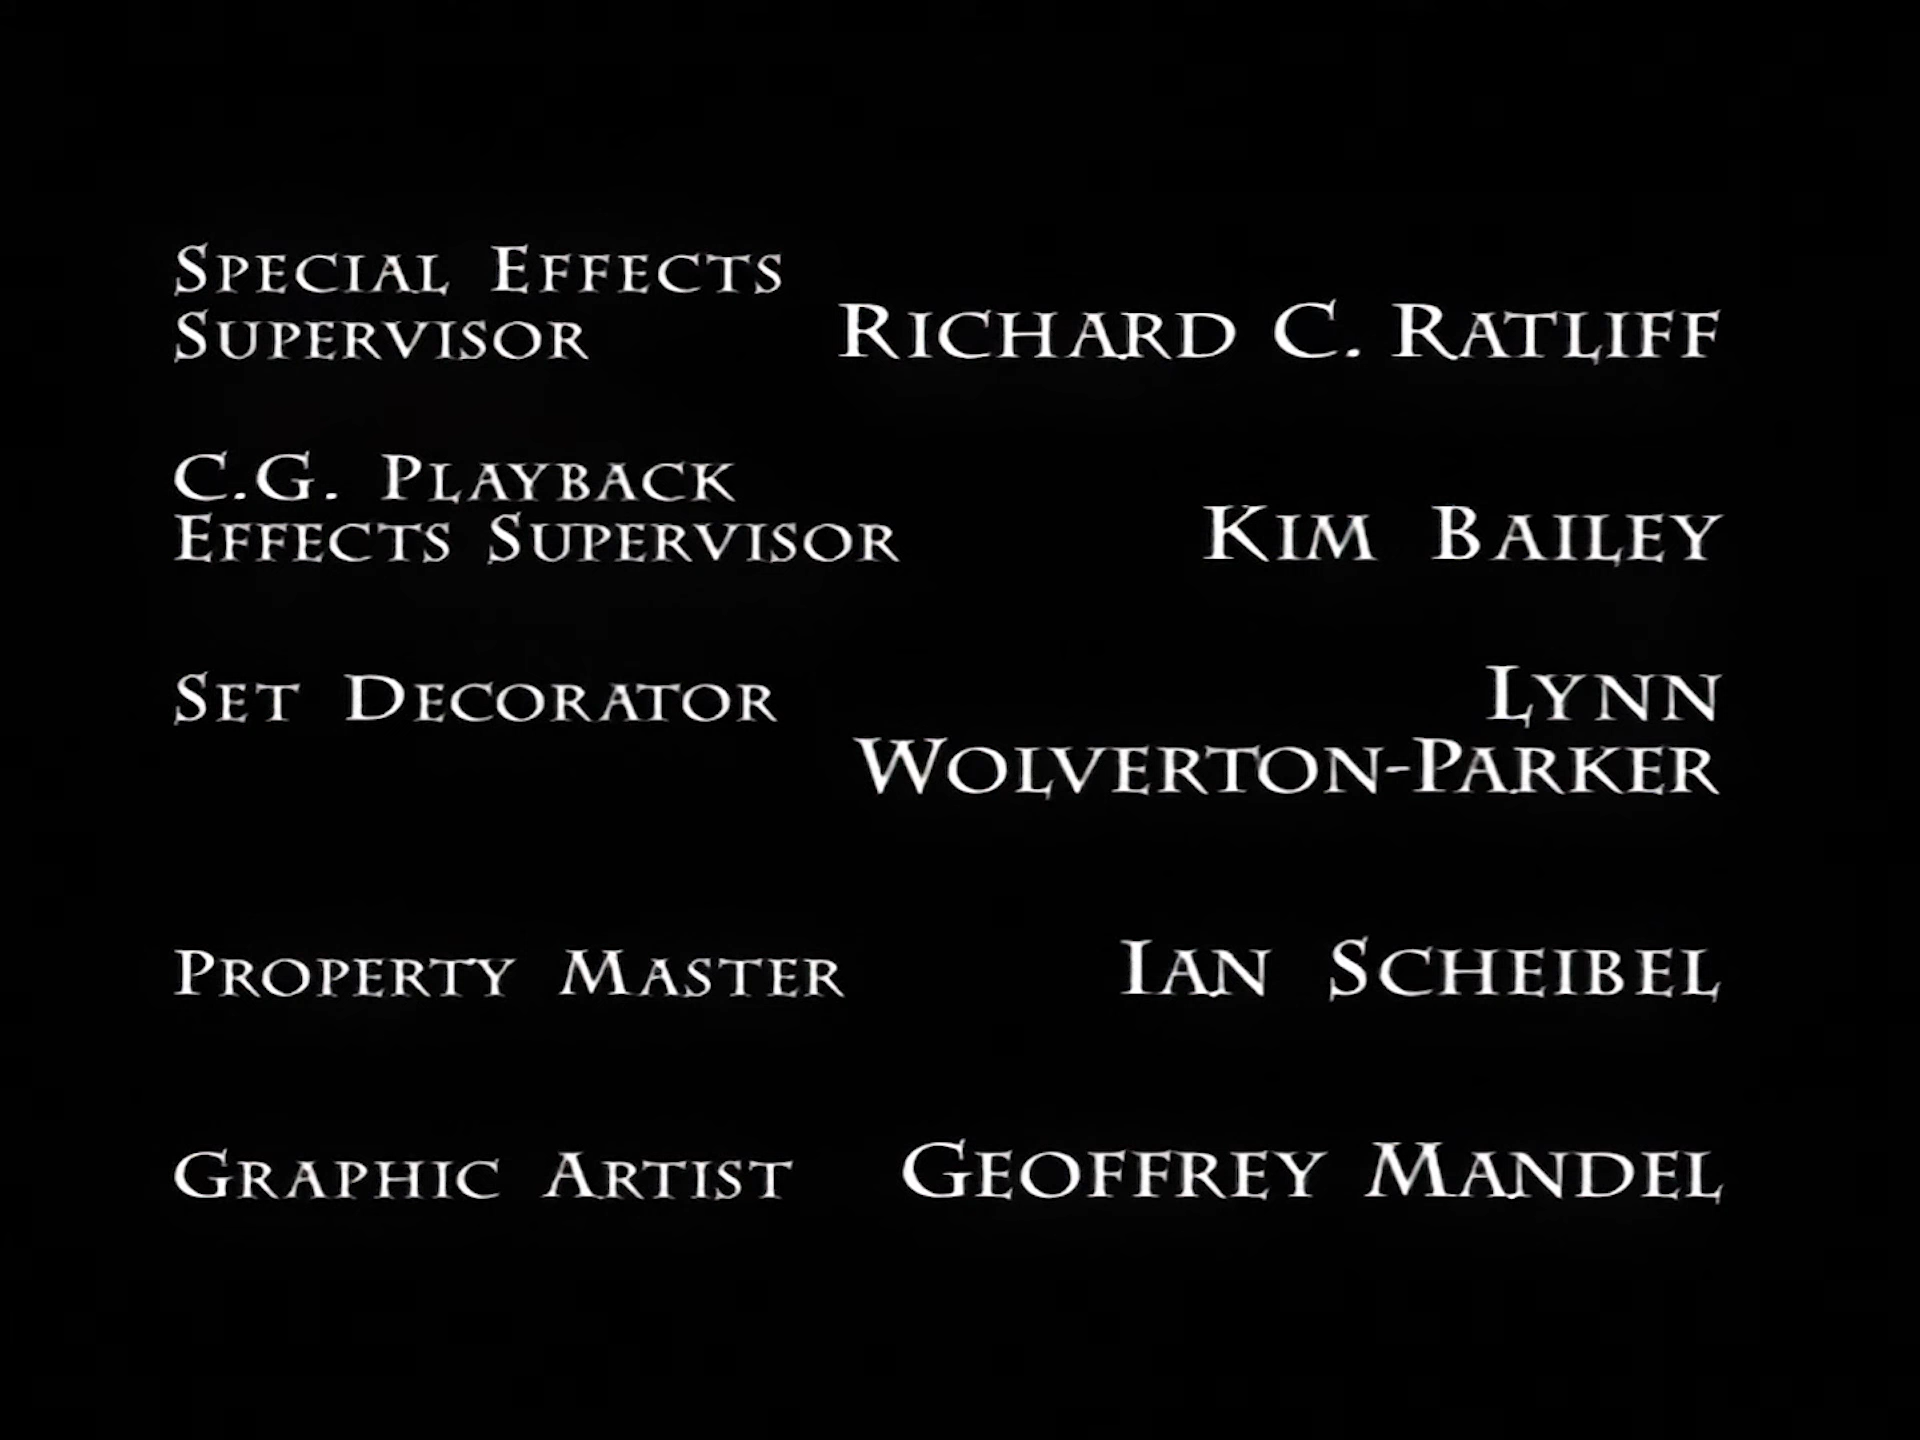 Special Effects
Supervisor
Richard C. Ratliff
C.G. Playback
Effects Supervisor
Kim Bailey
Set Decorator
Lynn
Wolverton-Parker
Property Master
Ian Scheibel
Graphic Artist
Geoffrey Mandel